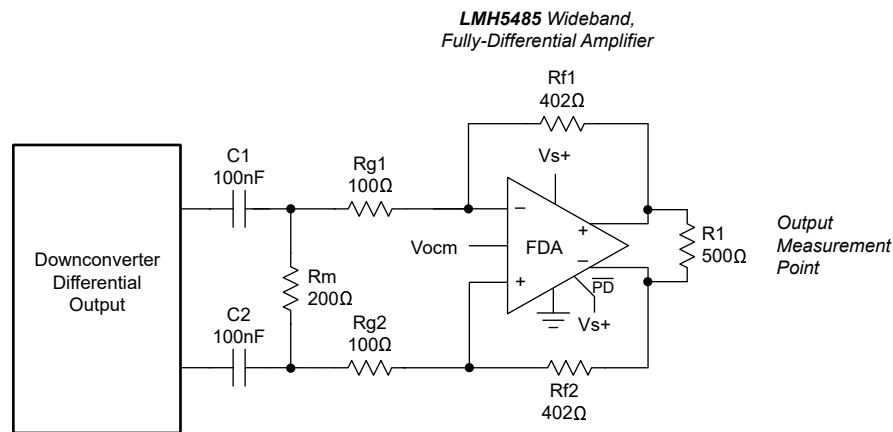 LMH5485 Wideband,
Fully-Differential Amplifier
Rf1
402Ω
Vs+
C1
100nF
Rg1
100Ω
Downconverter
Differential
Output
Rm
200Ω
Vocm
−
+
FDA
+
−
PD
Vs+
R1
500Ω
Output
Measurement
Point
C2
100nF
Rg2
100Ω
Rf2
402Ω